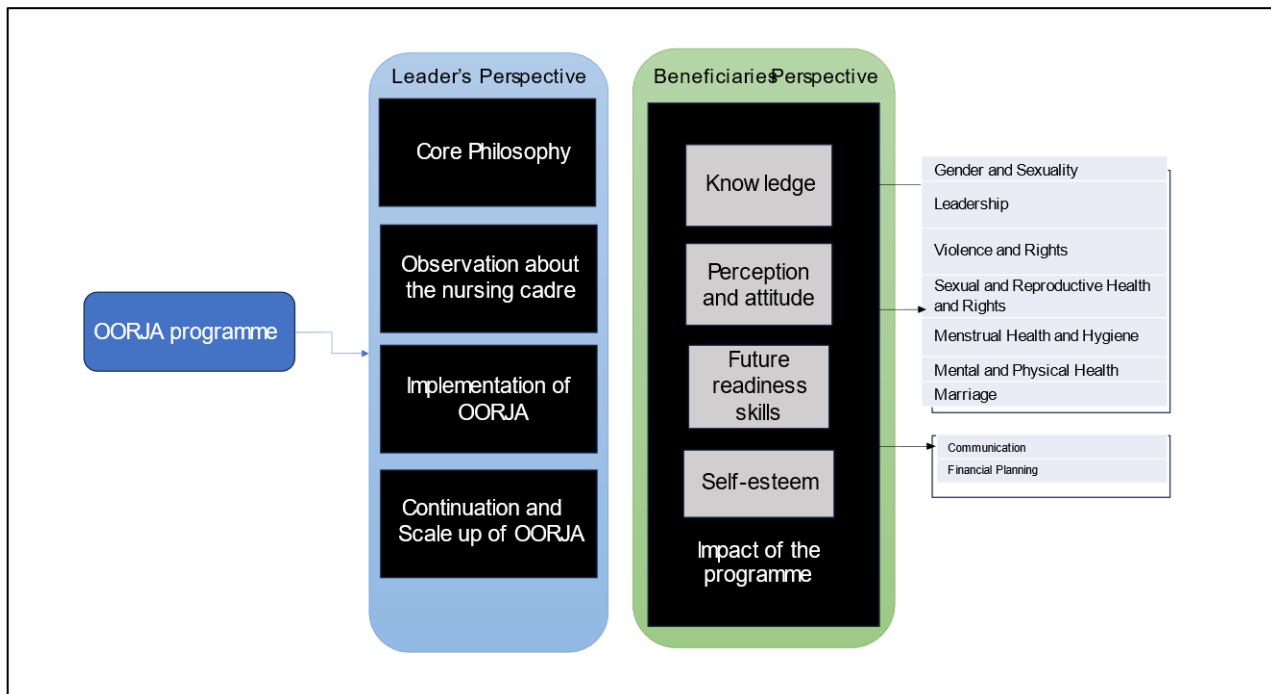 Leader's Perspective
Core Philosophy
Observation about
the nursing cadre
OORJA programme
Implementation of
OORJA
Continuation and
Scale up of OORJA
Beneficiaries Perspective
Knowledge
Perception
and attitude
Future
readiness
skills
Self-esteem
Impact of the
programme
Gender and Sexuality
Leadership
Violence and Rights
Sexual and Reproductive Health
and Rights
Menstrual Health and Hygiene
Mental and Physical Health
Marriage
Communication
Financial Planning